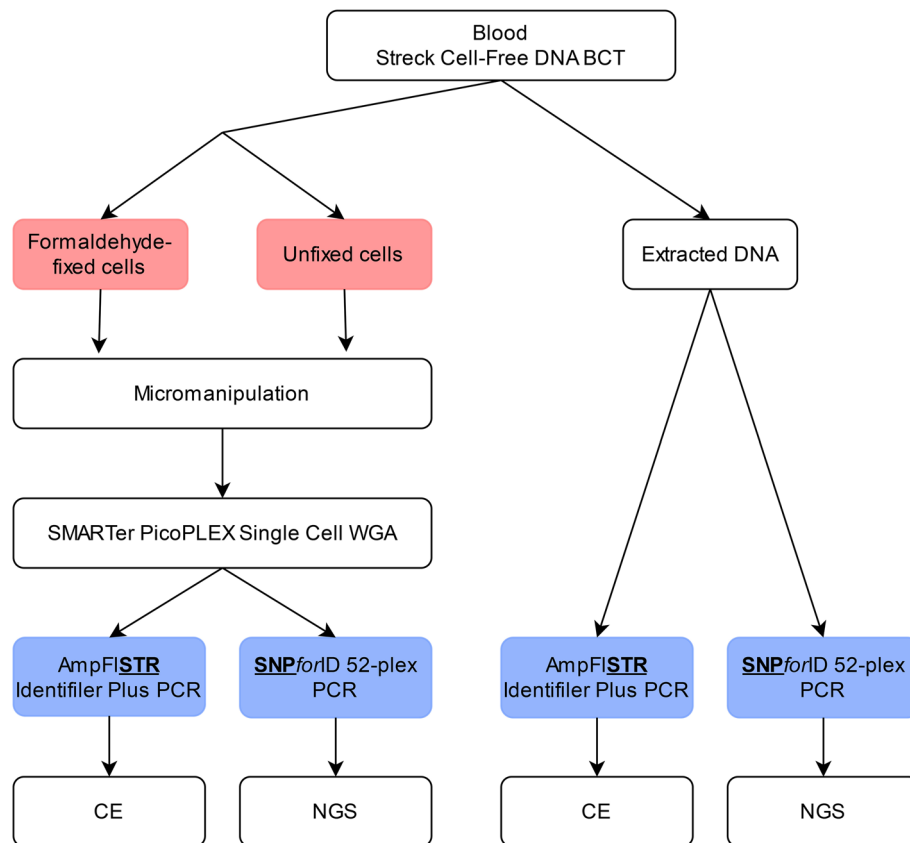 Blood
Streck Cell-Free DNA BCT
Formaldehyde-
fixed cells
Unfixed cells
Extracted DNA
Micromanipulation
SMARTer PicoPLEX Single Cell WGA
AmpFlSTR
Identifiler Plus PCR
SNPforID 52-plex
PCR
AmpFlSTR
Identifiler Plus PCR
SNPforID 52-plex
PCR
CE
NGS
CE
NGS